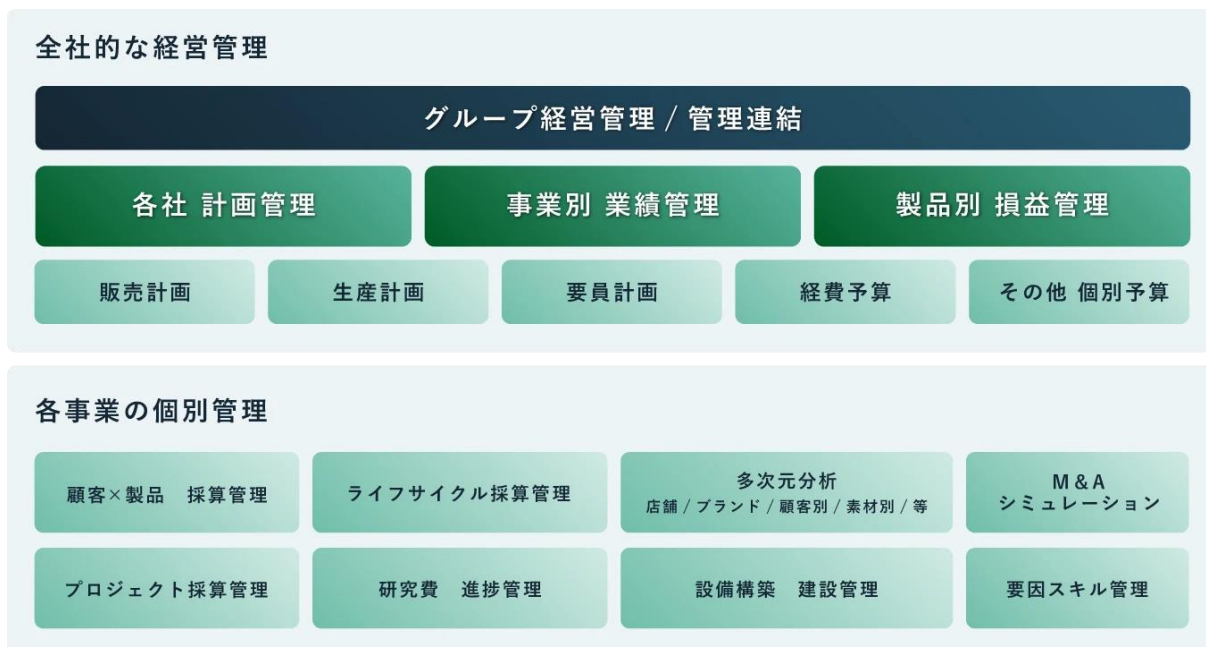 全社的な経営管理
グループ経営管理 / 管理連結
各社 計画管理
事業別 業績管理
製品別 損益管理
販売計画
生産計画
要員計画
経費予算
その他 個別予算
各事業の個別管理
顧客×製品　採算管理
ライフサイクル採算管理
多次元分析
店舗 / ブランド / 顧客別 / 素材別 / 等
M & A
シミュレーション
プロジェクト採算管理
研究費　進捗管理
設備構築　建設管理
要因スキル管理